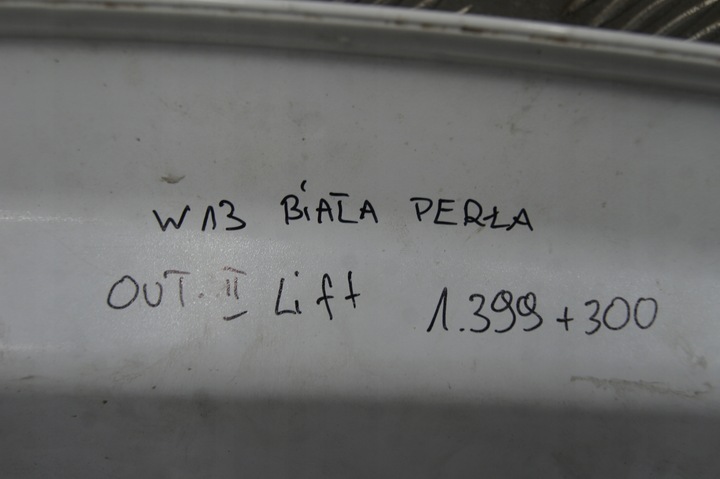 W13 BIAŁA PERŁA
OUT. II Lift 1.399 + 300